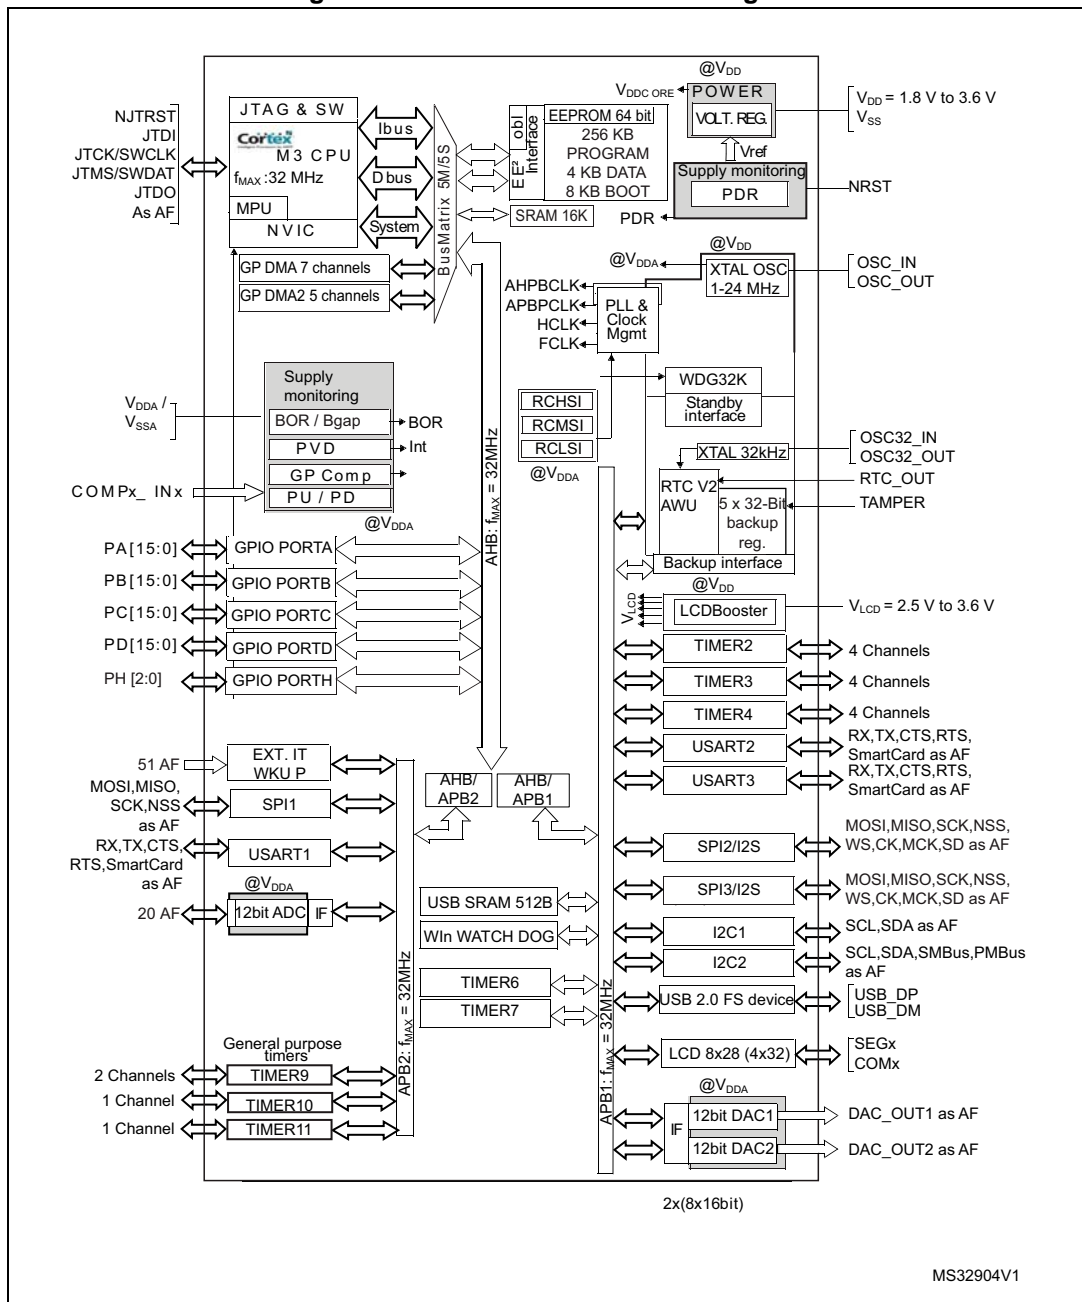 @VDD
VDDC ORE
POWER
VOLT. REG.
VDD = 1.8 V to 3.6 V
VSS
Vref
Supply monitoring
PDR
PDR
NRST
NJTRST
JTDI
JTCK/SWCLK
JTMS/SWDAT
JTDO
As AF
JTAG & SW
Cortex
M3 CPU
fMAX :32 MHz
MPU
NVIC
Ibus
Dbus
System
BusMatrix 5M/5S
EE² obl
Interface
EEPROM 64 bit
256 KB
PROGRAM
4 KB DATA
8 KB BOOT
SRAM 16K
GP DMA 7 channels
GP DMA2 5 channels
@VDD
@VDDA
XTAL OSC
1-24 MHz
OSC_IN
OSC_OUT
AHPBCLK
APBPCLK
HCLK
FCLK
PLL &
Clock
Mgmt
WDG32K
Standby
interface
RCHSI
RCMSI
RCLSI
@VDDA
XTAL 32kHz
OSC32_IN
OSC32_OUT
RTC V2
AWU
RTC_OUT
TAMPER
5 x 32-Bit
backup
reg.
Backup interface
VDDA /
VSSA
Supply
monitoring
BOR / Bgap
BOR
PVD
Int
GP Comp
PU / PD
COMPx_ INx
@VDDA
AHB: fMAX = 32MHz
PA[15:0]
GPIO PORTA
PB[15:0]
GPIO PORTB
PC[15:0]
GPIO PORTC
PD[15:0]
GPIO PORTD
PH [2:0]
GPIO PORTH
@VDD
VLCD
LCDBooster
VLCD = 2.5 V to 3.6 V
TIMER2
4 Channels
TIMER3
4 Channels
TIMER4
4 Channels
USART2
RX,TX,CTS,RTS,
SmartCard as AF
USART3
RX,TX,CTS,RTS,
SmartCard as AF
51 AF
EXT. IT
WKU P
MOSI,MISO,
SCK,NSS
as AF
SPI1
RX,TX,CTS,
RTS,SmartCard
as AF
USART1
@VDDA
20 AF
12bit ADC
IF
AHB/
APB2
AHB/
APB1
SPI2/I2S
MOSI,MISO,SCK,NSS,
WS,CK,MCK,SD as AF
SPI3/I2S
MOSI,MISO,SCK,NSS,
WS,CK,MCK,SD as AF
USB SRAM 512B
WIn WATCH DOG
I2C1
SCL,SDA as AF
I2C2
SCL,SDA,SMBus,PMBus
as AF
TIMER6
TIMER7
USB 2.0 FS device
USB_DP
USB_DM
APB2: fMAX = 32MHz
APB1: fMAX = 32MHz
General purpose
timers
2 Channels
TIMER9
1 Channel
TIMER10
1 Channel
TIMER11
LCD 8x28 (4x32)
SEGx
COMx
@VDDA
IF
12bit DAC1
DAC_OUT1 as AF
12bit DAC2
DAC_OUT2 as AF
2x(8x16bit)
MS32904V1